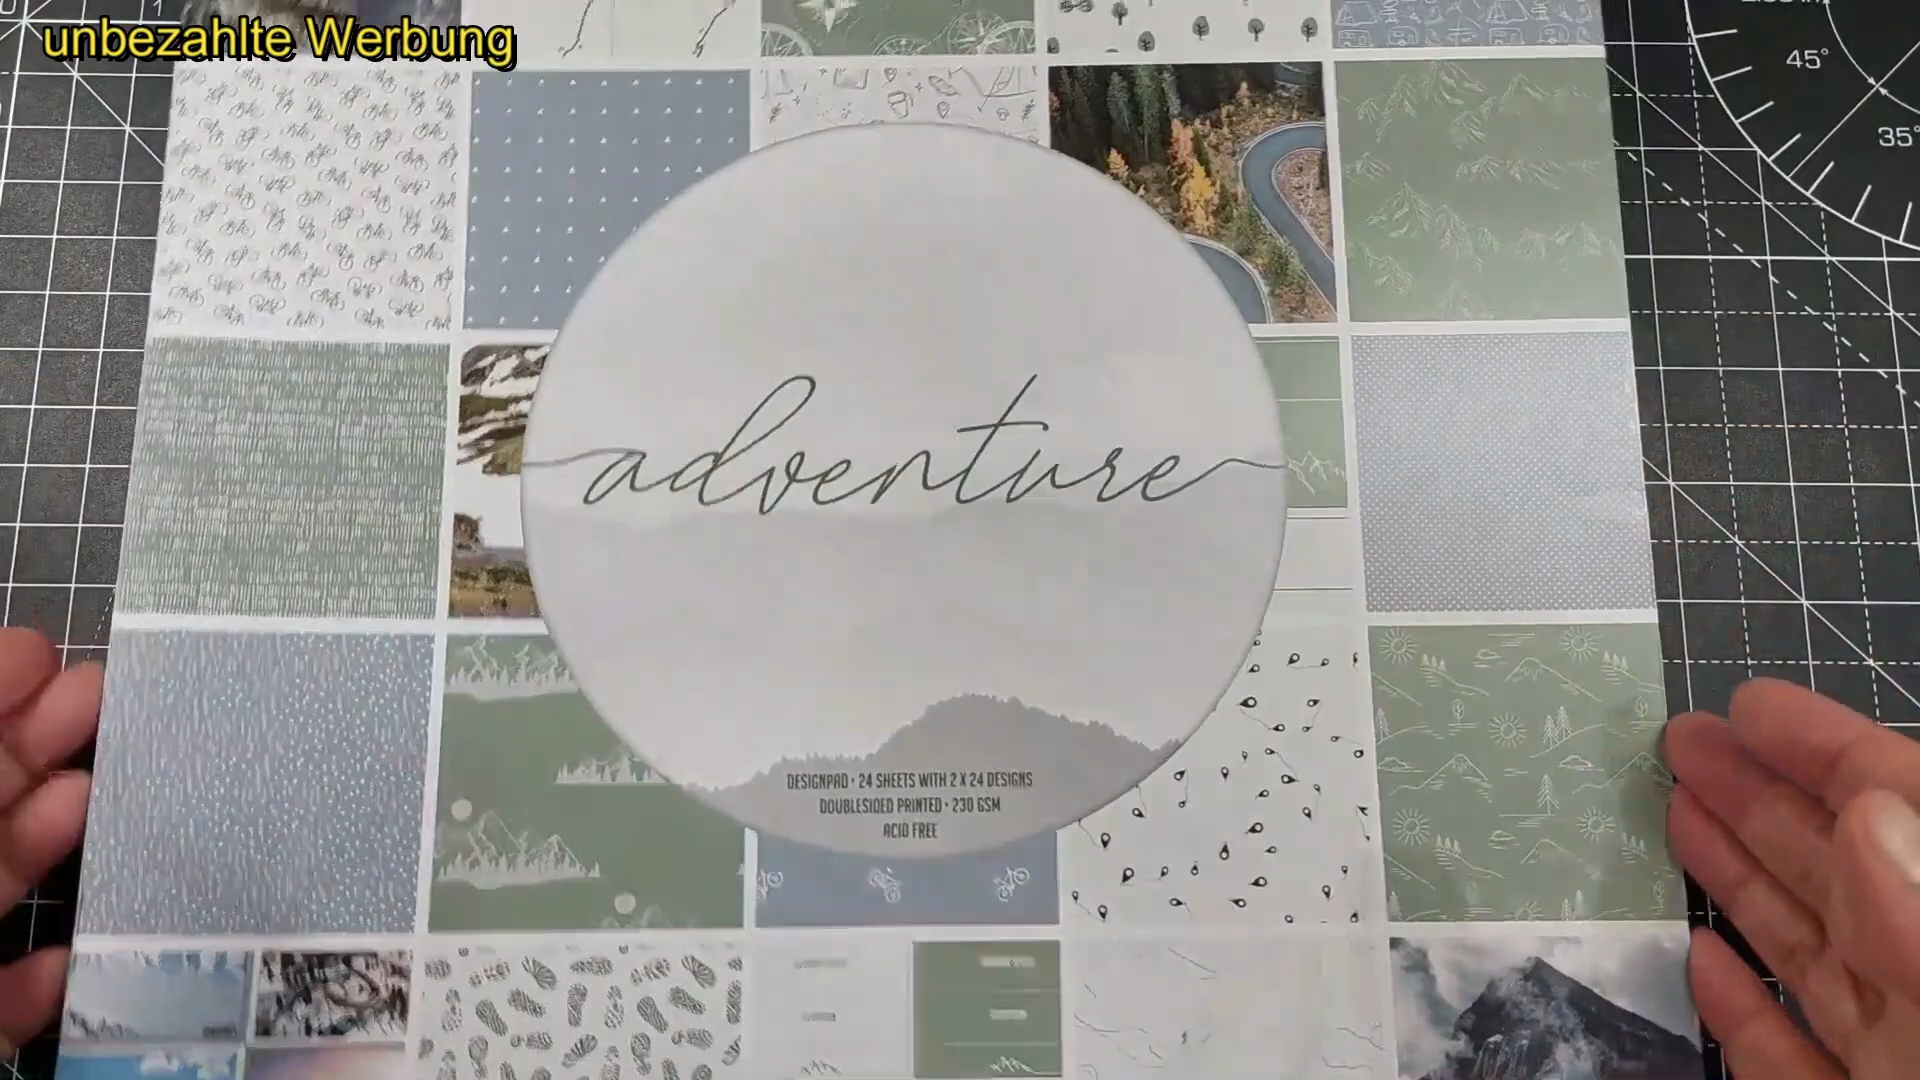 unbezahlte Werbung
45°
35°
adventure
DESIGNPAD • 24 SHEETS WITH 2 X 24 DESIGNS
DOUBLESIDED PRINTED • 230 GSM
ACID FREE